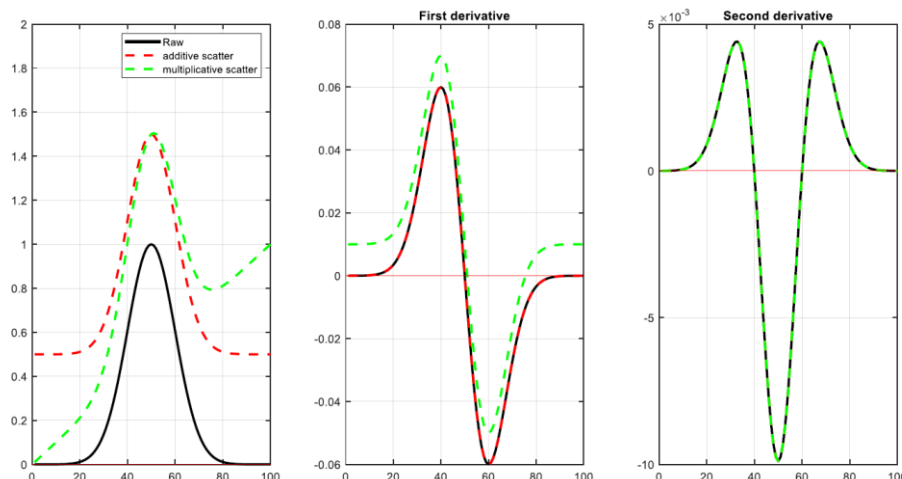 2
1.8
1.6
1.4
1.2
1
0.8
0.6
0.4
0.2
0
0 20 40 60 80 100
Raw
additive scatter
multiplicative scatter
First derivative
0.08
0.06
0.04
0.02
0
-0.02
-0.04
-0.06
0 20 40 60 80 100
Second derivative
5 ×10⁻³
0
-5
-10
0 20 40 60 80 100